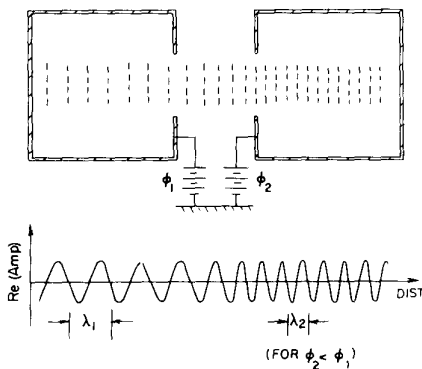 ϕ₁ ϕ₂
Re (Amp)
λ₁ λ₂ DIST
(FOR ϕ₂< ϕ₁)